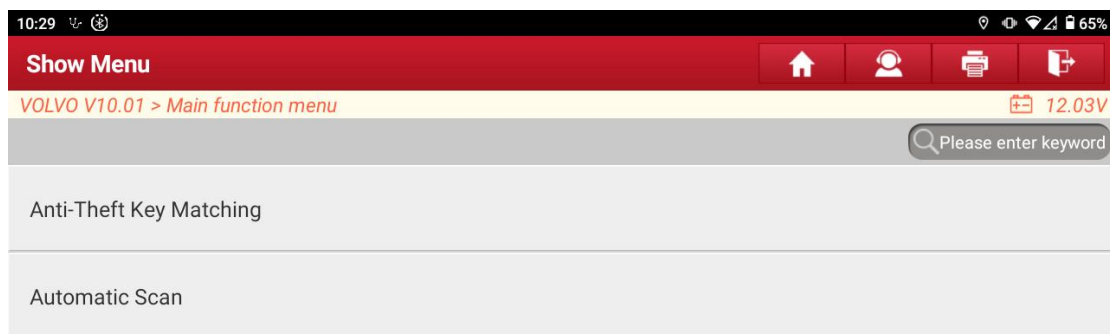 10:29 65%
Show Menu
VOLVO V10.01 > Main function menu 12.03V
Please enter keyword
Anti-Theft Key Matching
Automatic Scan